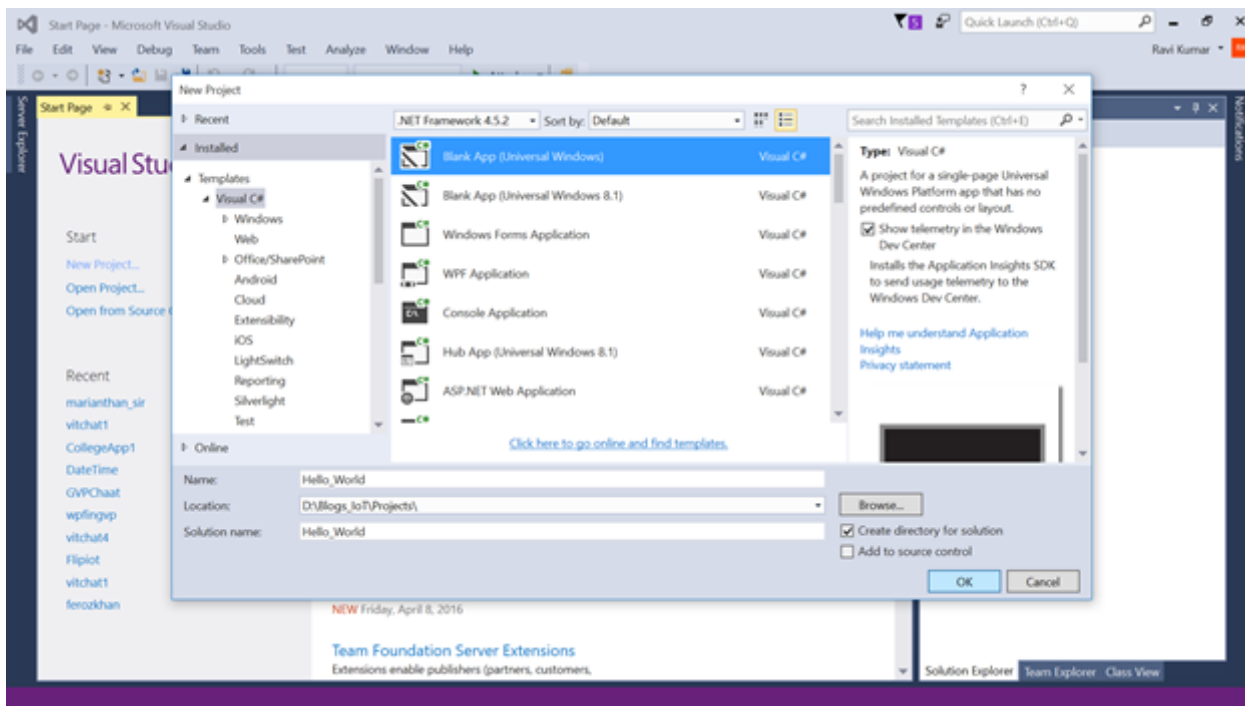 Start Page - Microsoft Visual Studio
Quick Launch (Ctrl+Q)
File Edit View Debug Team Tools Test Analyze Window Help
Ravi Kumar
Server Explorer
Start Page
Notifications
Visual Stu
Start
New Project...
Open Project...
Open from Source
Recent
marianthan_sir
vitchat1
CollegeApp1
DateTime
GVPChaat
wpfingvp
vitchat4
Flipiot
vitchat1
ferozkhan
New Project
Recent
.NET Framework 4.5.2 Sort by: Default
Search Installed Templates (Ctrl+E)
Installed
Templates
Visual C#
Windows
Web
Office/SharePoint
Android
Cloud
Extensibility
iOS
LightSwitch
Reporting
Silverlight
Test
Online
Blank App (Universal Windows) Visual C#
Blank App (Universal Windows 8.1) Visual C#
Windows Forms Application Visual C#
WPF Application Visual C#
Console Application Visual C#
Hub App (Universal Windows 8.1) Visual C#
ASP.NET Web Application Visual C#
Click here to go online and find templates.
Type: Visual C#
A project for a single-page Universal
Windows Platform app that has no
predefined controls or layout.
Show telemetry in the Windows
Dev Center
Installs the Application Insights SDK
to send usage telemetry to the
Windows Dev Center.
Help me understand Application
Insights
Privacy statement
Name: Hello_World
Location: D:\Blogs_IoT\Projects\
Browse...
Solution name: Hello_World
Create directory for solution
Add to source control
OK Cancel
NEW Friday, April 8, 2016
Team Foundation Server Extensions
Extensions enable publishers (partners, customers,
Solution Explorer Team Explorer Class View